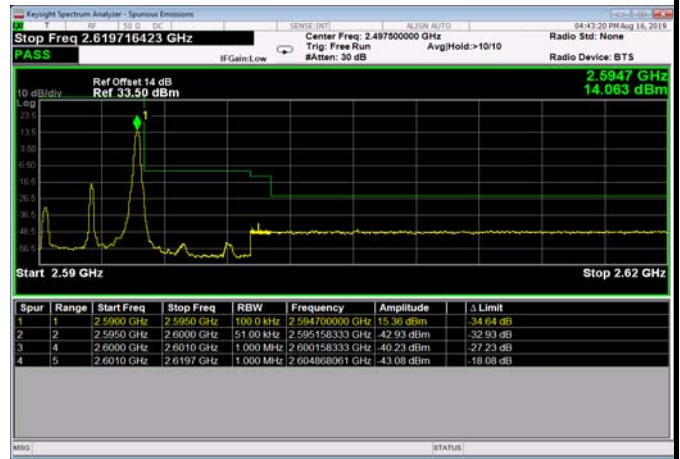 Keysight Spectrum Analyzer - Spurious Emissions
LXI T RF 50 Ω DC SENSE:INT ALIGN AUTO 04:43:20 PM Aug 16, 2019
Stop Freq 2.619716423 GHz Center Freq: 2.497500000 GHz Radio Std: None
Trig: Free Run Avg|Hold:>10/10
PASS IFGain:Low #Atten: 30 dB Radio Device: BTS
Ref Offset 14 dB 2.5947 GHz
10 dB/div Ref 33.50 dBm 14.063 dBm
Log
23.5
1
13.5
3.50
-6.50
-16.5
-26.5
-36.5
-46.5
-56.5
Start 2.59 GHz Stop 2.62 GHz
Spur Range Start Freq Stop Freq RBW Frequency Amplitude Δ Limit
1 1 2.5900 GHz 2.5950 GHz 100.0 kHz 2.594700000 GHz 15.36 dBm -34.64 dB
2 2 2.5950 GHz 2.6000 GHz 51.00 kHz 2.595158333 GHz -42.93 dBm -32.93 dB
3 4 2.6000 GHz 2.6010 GHz 1.000 MHz 2.600158333 GHz -40.23 dBm -27.23 dB
4 5 2.6010 GHz 2.6197 GHz 1.000 MHz 2.604868061 GHz -43.08 dBm -18.08 dB
MSG STATUS